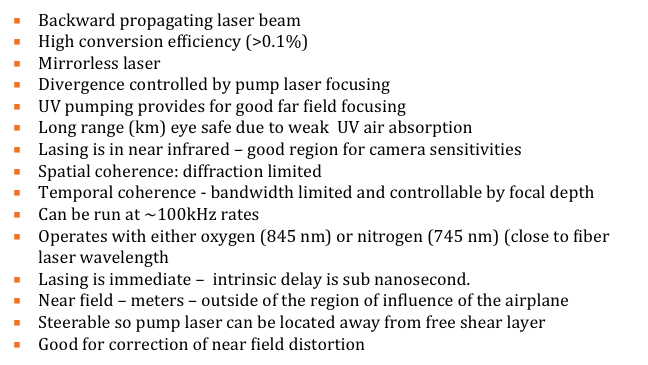 ▪ Backward propagating laser beam
▪ High conversion efficiency (>0.1%)
▪ Mirrorless laser
▪ Divergence controlled by pump laser focusing
▪ UV pumping provides for good far field focusing
▪ Long range (km) eye safe due to weak  UV air absorption
▪ Lasing is in near infrared – good region for camera sensitivities
▪ Spatial coherence: diffraction limited
▪ Temporal coherence - bandwidth limited and controllable by focal depth
▪ Can be run at ~100kHz rates
▪ Operates with either oxygen (845 nm) or nitrogen (745 nm) (close to fiber
laser wavelength
▪ Lasing is immediate –  intrinsic delay is sub nanosecond.
▪ Near field – meters – outside of the region of influence of the airplane
▪ Steerable so pump laser can be located away from free shear layer
▪ Good for correction of near field distortion